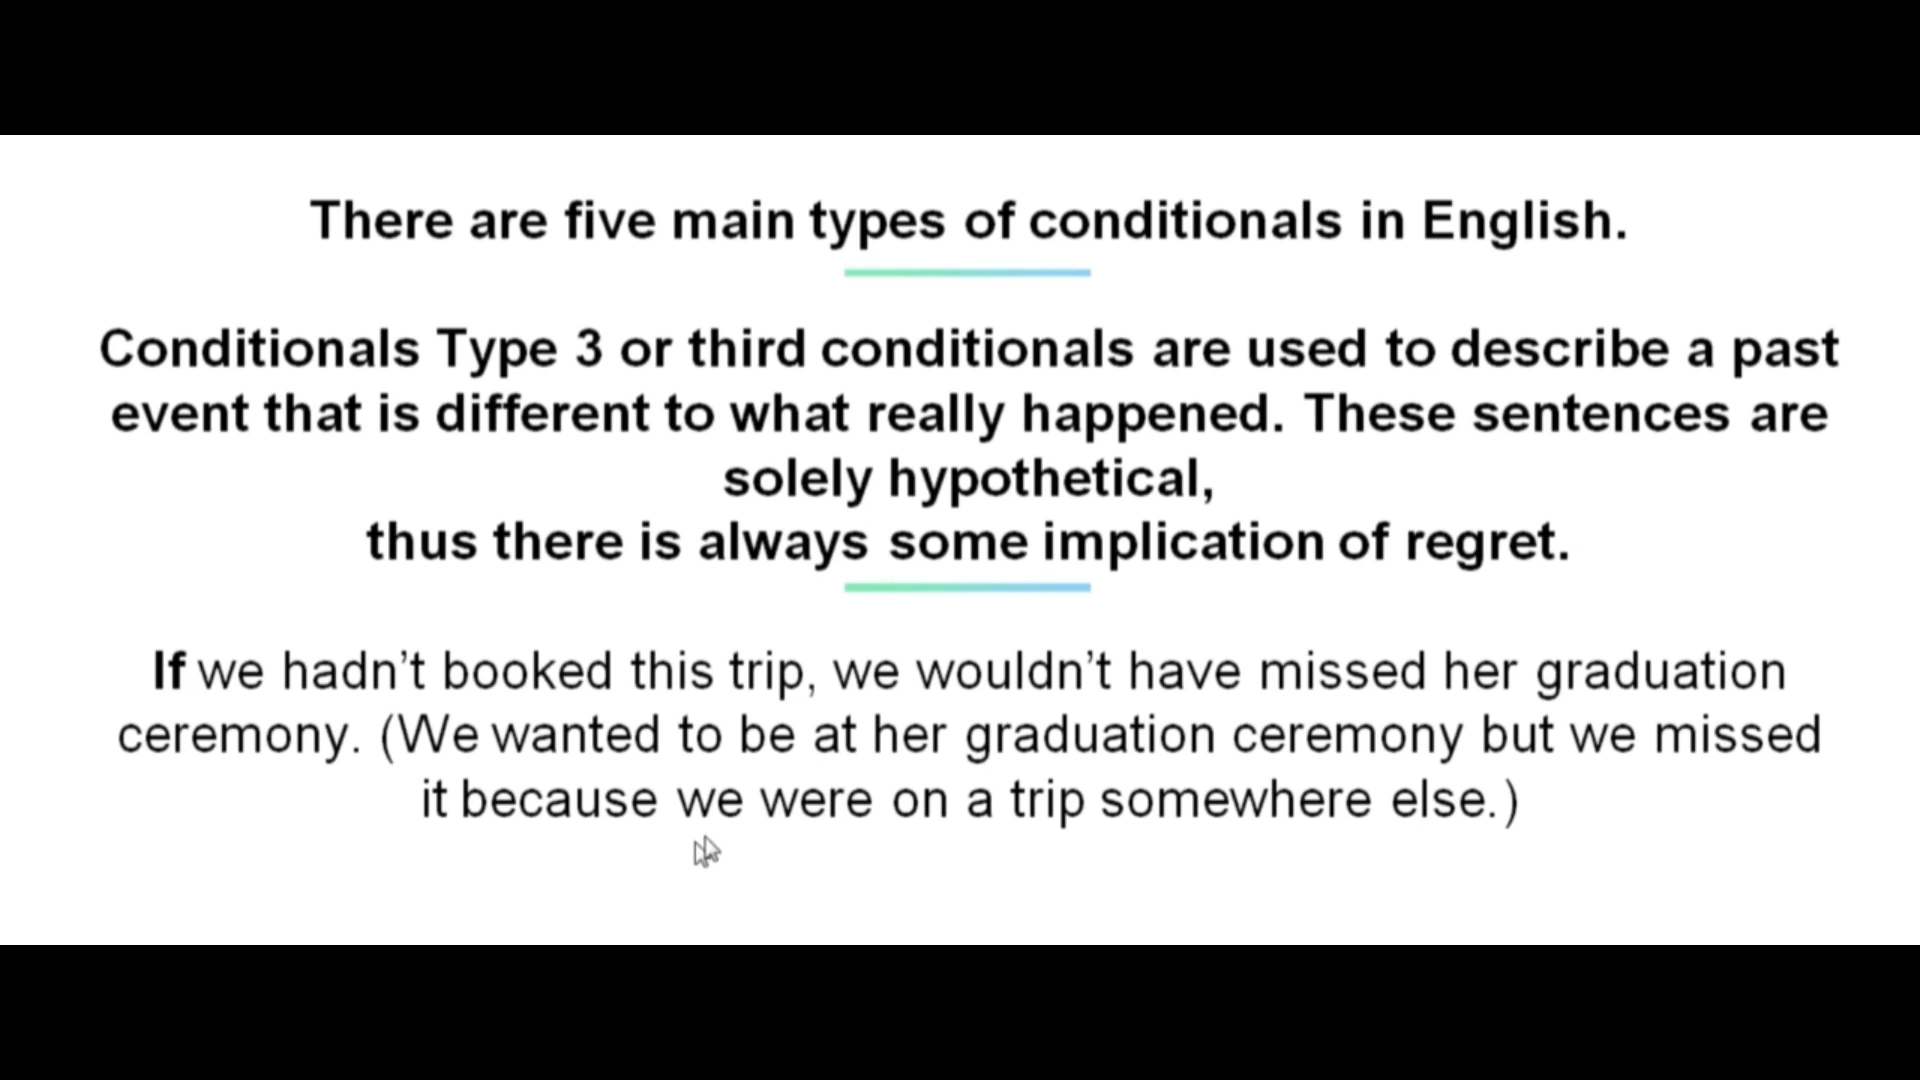 There are five main types of conditionals in English.
Conditionals Type 3 or third conditionals are used to describe a past
event that is different to what really happened. These sentences are
solely hypothetical,
thus there is always some implication of regret.
If we hadn’t booked this trip, we wouldn’t have missed her graduation
ceremony. (We wanted to be at her graduation ceremony but we missed
it because we were on a trip somewhere else.)